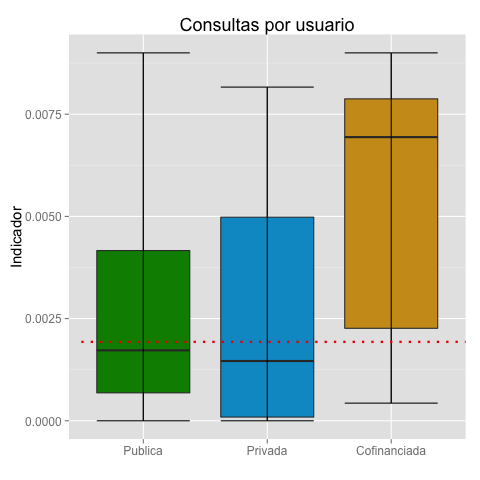 Consultas por usuario
Indicador
0.0075
0.0050
0.0025
0.0000
Publica
Privada
Cofinanciada